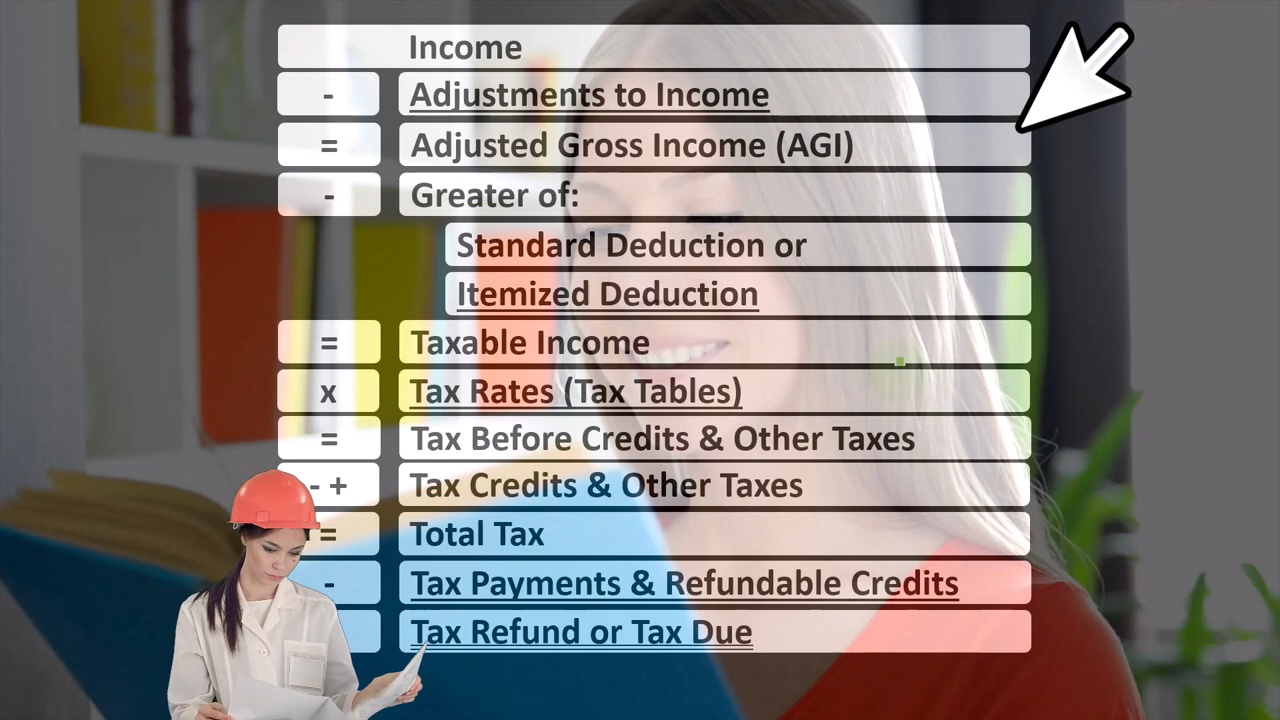 Income
- Adjustments to Income
= Adjusted Gross Income (AGI)
- Greater of:
Standard Deduction or
Itemized Deduction
= Taxable Income
x Tax Rates (Tax Tables)
= Tax Before Credits & Other Taxes
- + Tax Credits & Other Taxes
= Total Tax
- Tax Payments & Refundable Credits
Tax Refund or Tax Due